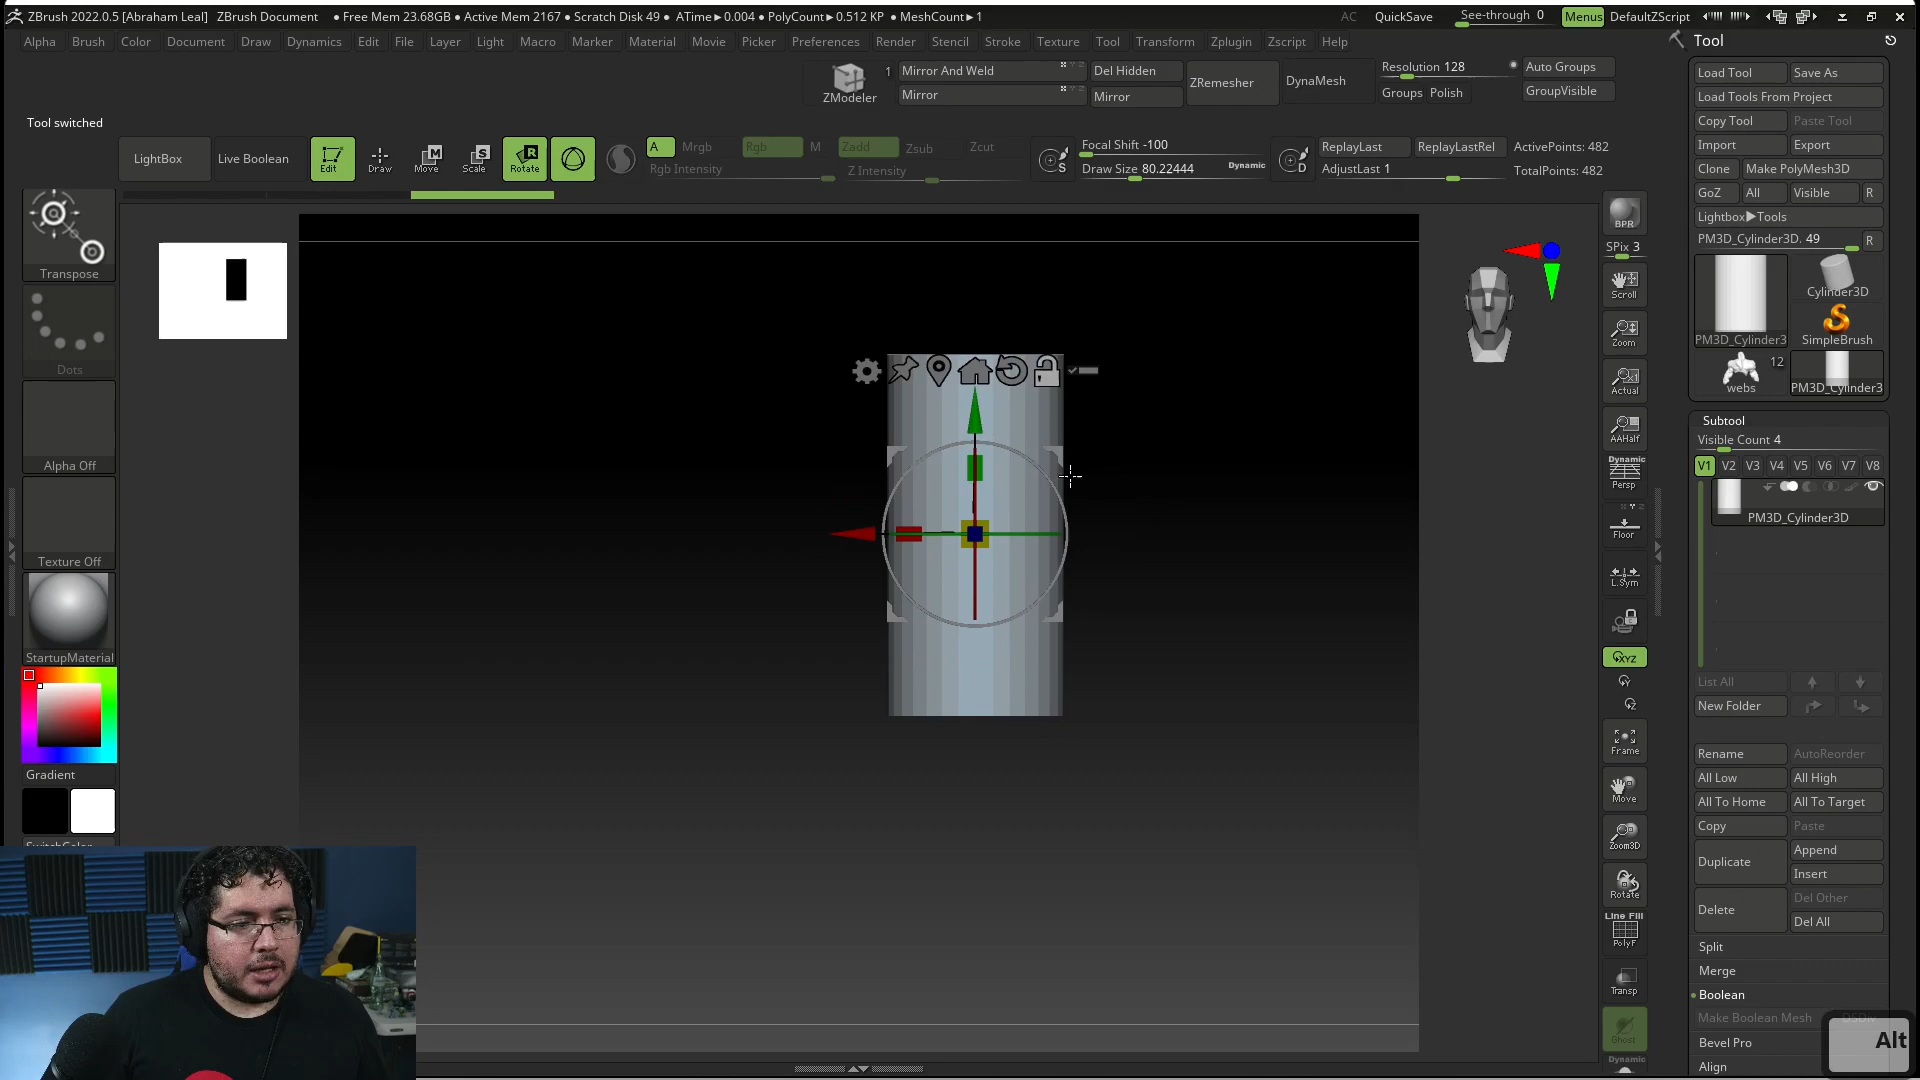 ZBrush 2022.0.5 [Abraham Leal] ZBrush Document ● Free Mem 23.68GB ● Active Mem 2167 ● Scratch Disk 49 ● ATime►0.004 ● PolyCount►0.512 KP ● MeshCount►1 AC QuickSave See-through 0 Menus DefaultZScript
Alpha Brush Color Document Draw Dynamics Edit File Layer Light Macro Marker Material Movie Picker Preferences Render Stencil Stroke Texture Tool Transform Zplugin Zscript Help
ZModeler 1
Mirror And Weld
Mirror
Del Hidden
Mirror
ZRemesher
DynaMesh
Resolution 128
Groups Polish
Auto Groups
GroupVisible
Tool switched
LightBox
Live Boolean
Edit
Draw
Move
Scale
Rotate
A Mrgb Rgb M Zadd Zsub Zcut
Rgb Intensity Z Intensity
S
Focal Shift -100
Draw Size 80.22444 Dynamic
D
ReplayLast ReplayLastRel ActivePoints: 482
AdjustLast 1 TotalPoints: 482
Transpose
Dots
Alpha Off
Texture Off
StartupMaterial
Gradient
SwitchColor
BPR
SPix 3
Scroll
Zoom
Actual
AAHalf
Dynamic
Persp
Floor
L.Sym
XYZ
Y
Z
Frame
Move
Zoom3D
Rotate
Line Fill
PolyF
Transp
Ghost
Dynamic
Tool
Load Tool Save As
Load Tools From Project
Copy Tool Paste Tool
Import Export
Clone Make PolyMesh3D
GoZ All Visible R
Lightbox►Tools
PM3D_Cylinder3D. 49 R
PM3D_Cylinder3
Cylinder3D
SimpleBrush
webs
12
PM3D_Cylinder3
Subtool
Visible Count 4
V1 V2 V3 V4 V5 V6 V7 V8
PM3D_Cylinder3D
List All
New Folder
Rename AutoReorder
All Low All High
All To Home All To Target
Copy Paste
Duplicate Append
Insert
Delete Del Other
Del All
Split
Merge
Boolean
Make Boolean Mesh DSDiv
Bevel Pro
Align
Alt